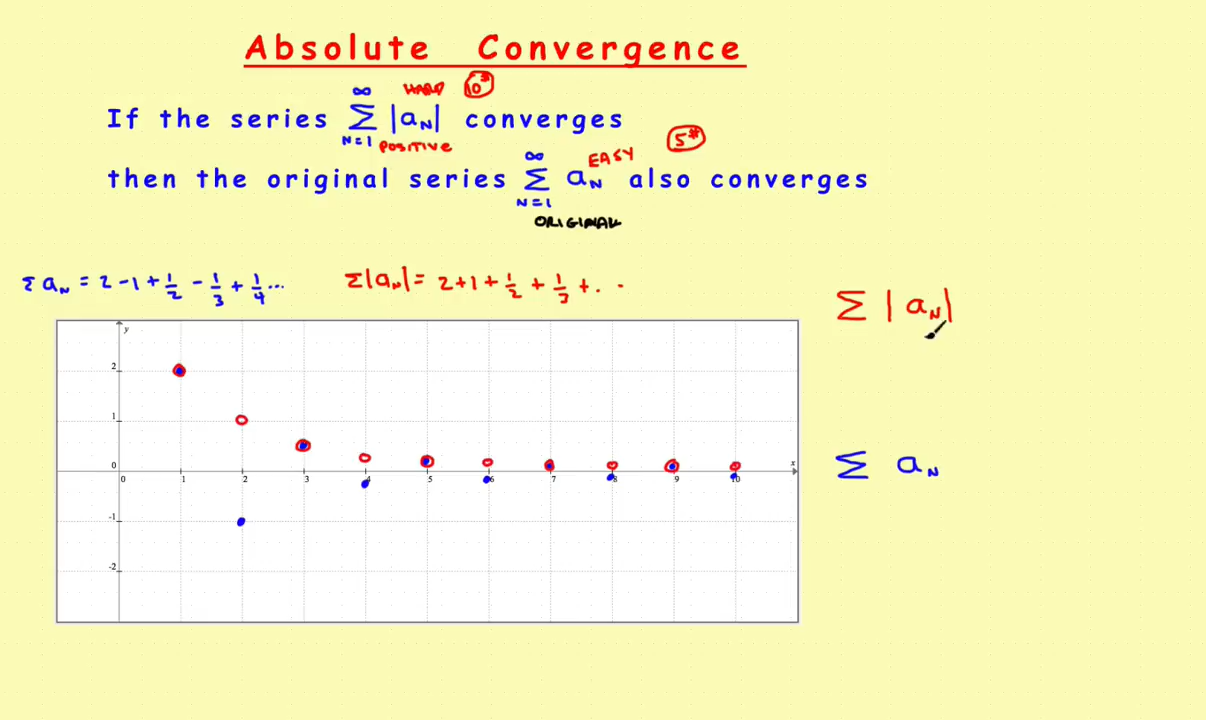 Absolute Convergence
HARD 10#
If the series ∞ Σ N=1 |aN| converges
POSITIVE
EASY 5#
then the original series ∞ Σ N=1 aN also converges
ORIGINAL
Σ aN = 2 - 1 + 1/2 - 1/3 + 1/4 ...
Σ|aN| = 2 + 1 + 1/2 + 1/3 + . . .
Σ |aN|
Σ aN
y
2
1
0
-1
-2
0 1 2 3 4 5 6 7 8 9 10
x